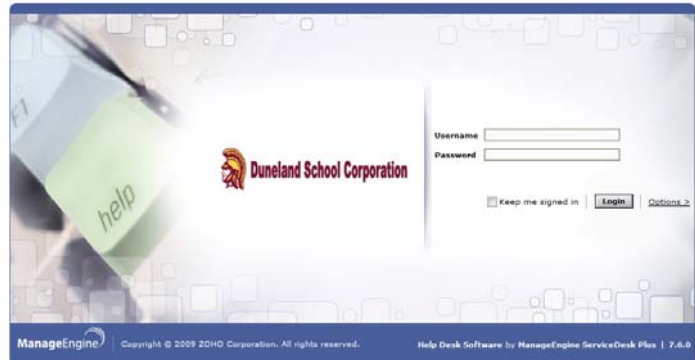 F1
help
Duneland School Corporation
Username
Password
Keep me signed in
Login
Options >
ManageEngine
Copyright © 2009 ZOHO Corporation. All rights reserved.
Help Desk Software by ManageEngine ServiceDesk Plus | 7.6.0